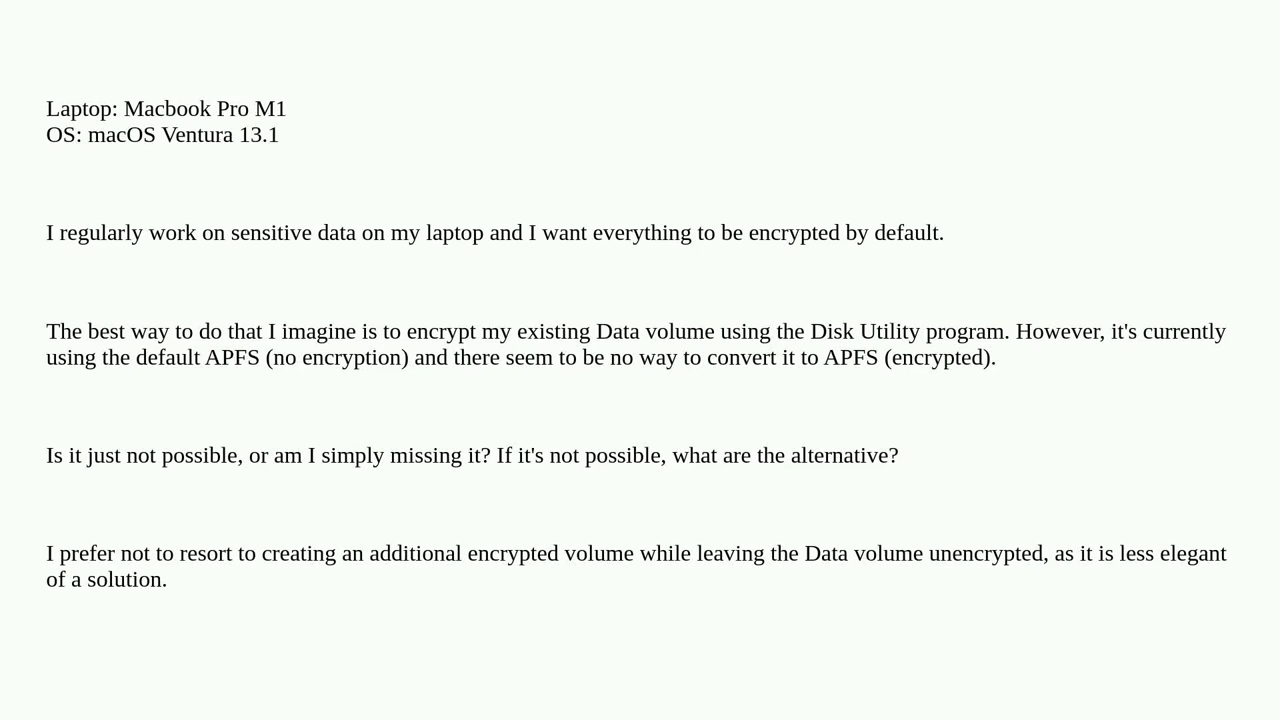 Laptop: Macbook Pro M1
OS: macOS Ventura 13.1
I regularly work on sensitive data on my laptop and I want everything to be encrypted by default.
The best way to do that I imagine is to encrypt my existing Data volume using the Disk Utility program. However, it's currently
using the default APFS (no encryption) and there seem to be no way to convert it to APFS (encrypted).
Is it just not possible, or am I simply missing it? If it's not possible, what are the alternative?
I prefer not to resort to creating an additional encrypted volume while leaving the Data volume unencrypted, as it is less elegant
of a solution.